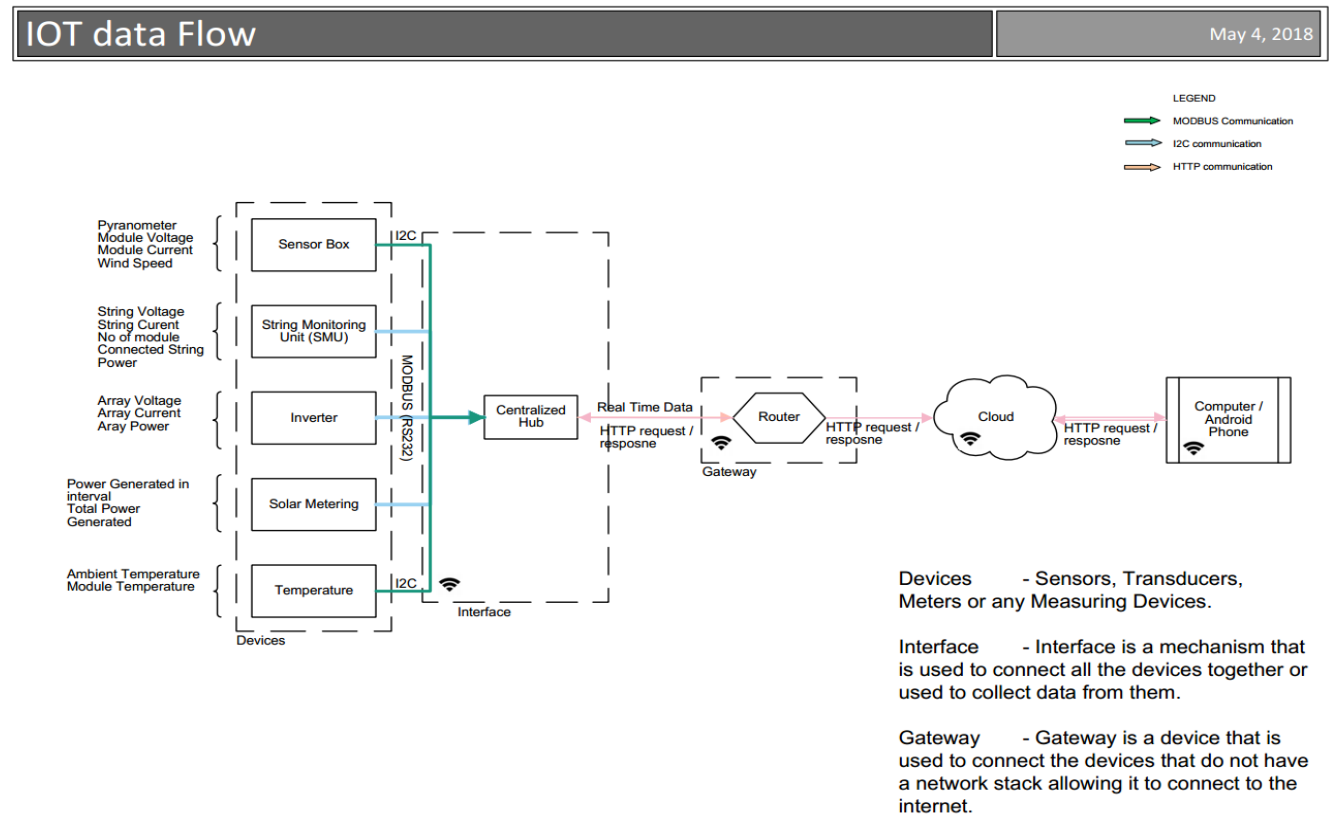 IOT data Flow
May 4, 2018
LEGEND
MODBUS Communication
I2C communication
HTTP communication
Pyranometer
Module Voltage
Module Current
Wind Speed
Sensor Box
I2C
String Voltage
String Curent
No of module
Connected String
Power
String Monitoring
Unit (SMU)
MODBUS (RS232)
Array Voltage
Array Current
Aray Power
Inverter
Centralized
Hub
Real Time Data
HTTP request /
resposne
Router
Gateway
HTTP request /
resposne
Cloud
HTTP request /
resposne
Computer /
Android
Phone
Power Generated in
interval
Total Power
Generated
Solar Metering
Ambient Temperature
Module Temperature
Temperature
I2C
Interface
Devices
Devices - Sensors, Transducers,
Meters or any Measuring Devices.
Interface - Interface is a mechanism that
is used to connect all the devices together or
used to collect data from them.
Gateway - Gateway is a device that is
used to connect the devices that do not have
a network stack allowing it to connect to the
internet.